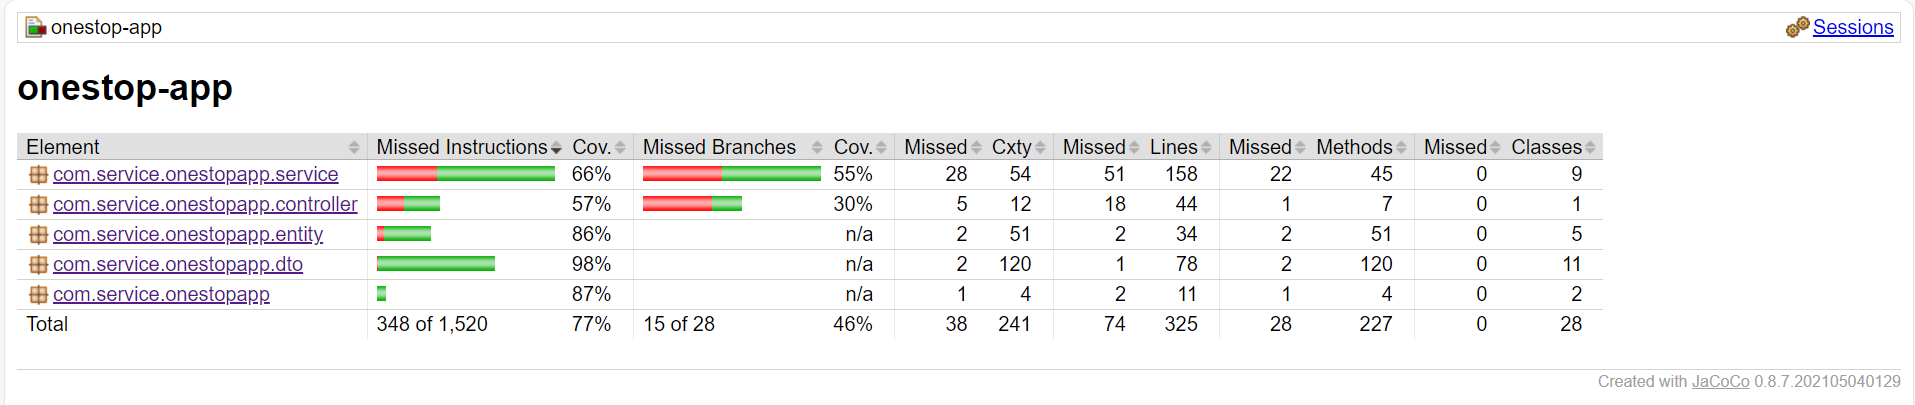 onestop-app Sessions
onestop-app
Element Missed Instructions Cov. Missed Branches Cov. Missed Cxty Missed Lines Missed Methods Missed Classes
com.service.onestopapp.service 66% 55% 28 54 51 158 22 45 0 9
com.service.onestopapp.controller 57% 30% 5 12 18 44 1 7 0 1
com.service.onestopapp.entity 86% n/a 2 51 2 34 2 51 0 5
com.service.onestopapp.dto 98% n/a 2 120 1 78 2 120 0 11
com.service.onestopapp 87% n/a 1 4 2 11 1 4 0 2
Total 348 of 1,520 77% 15 of 28 46% 38 241 74 325 28 227 0 28
Created with JaCoCo 0.8.7.202105040129